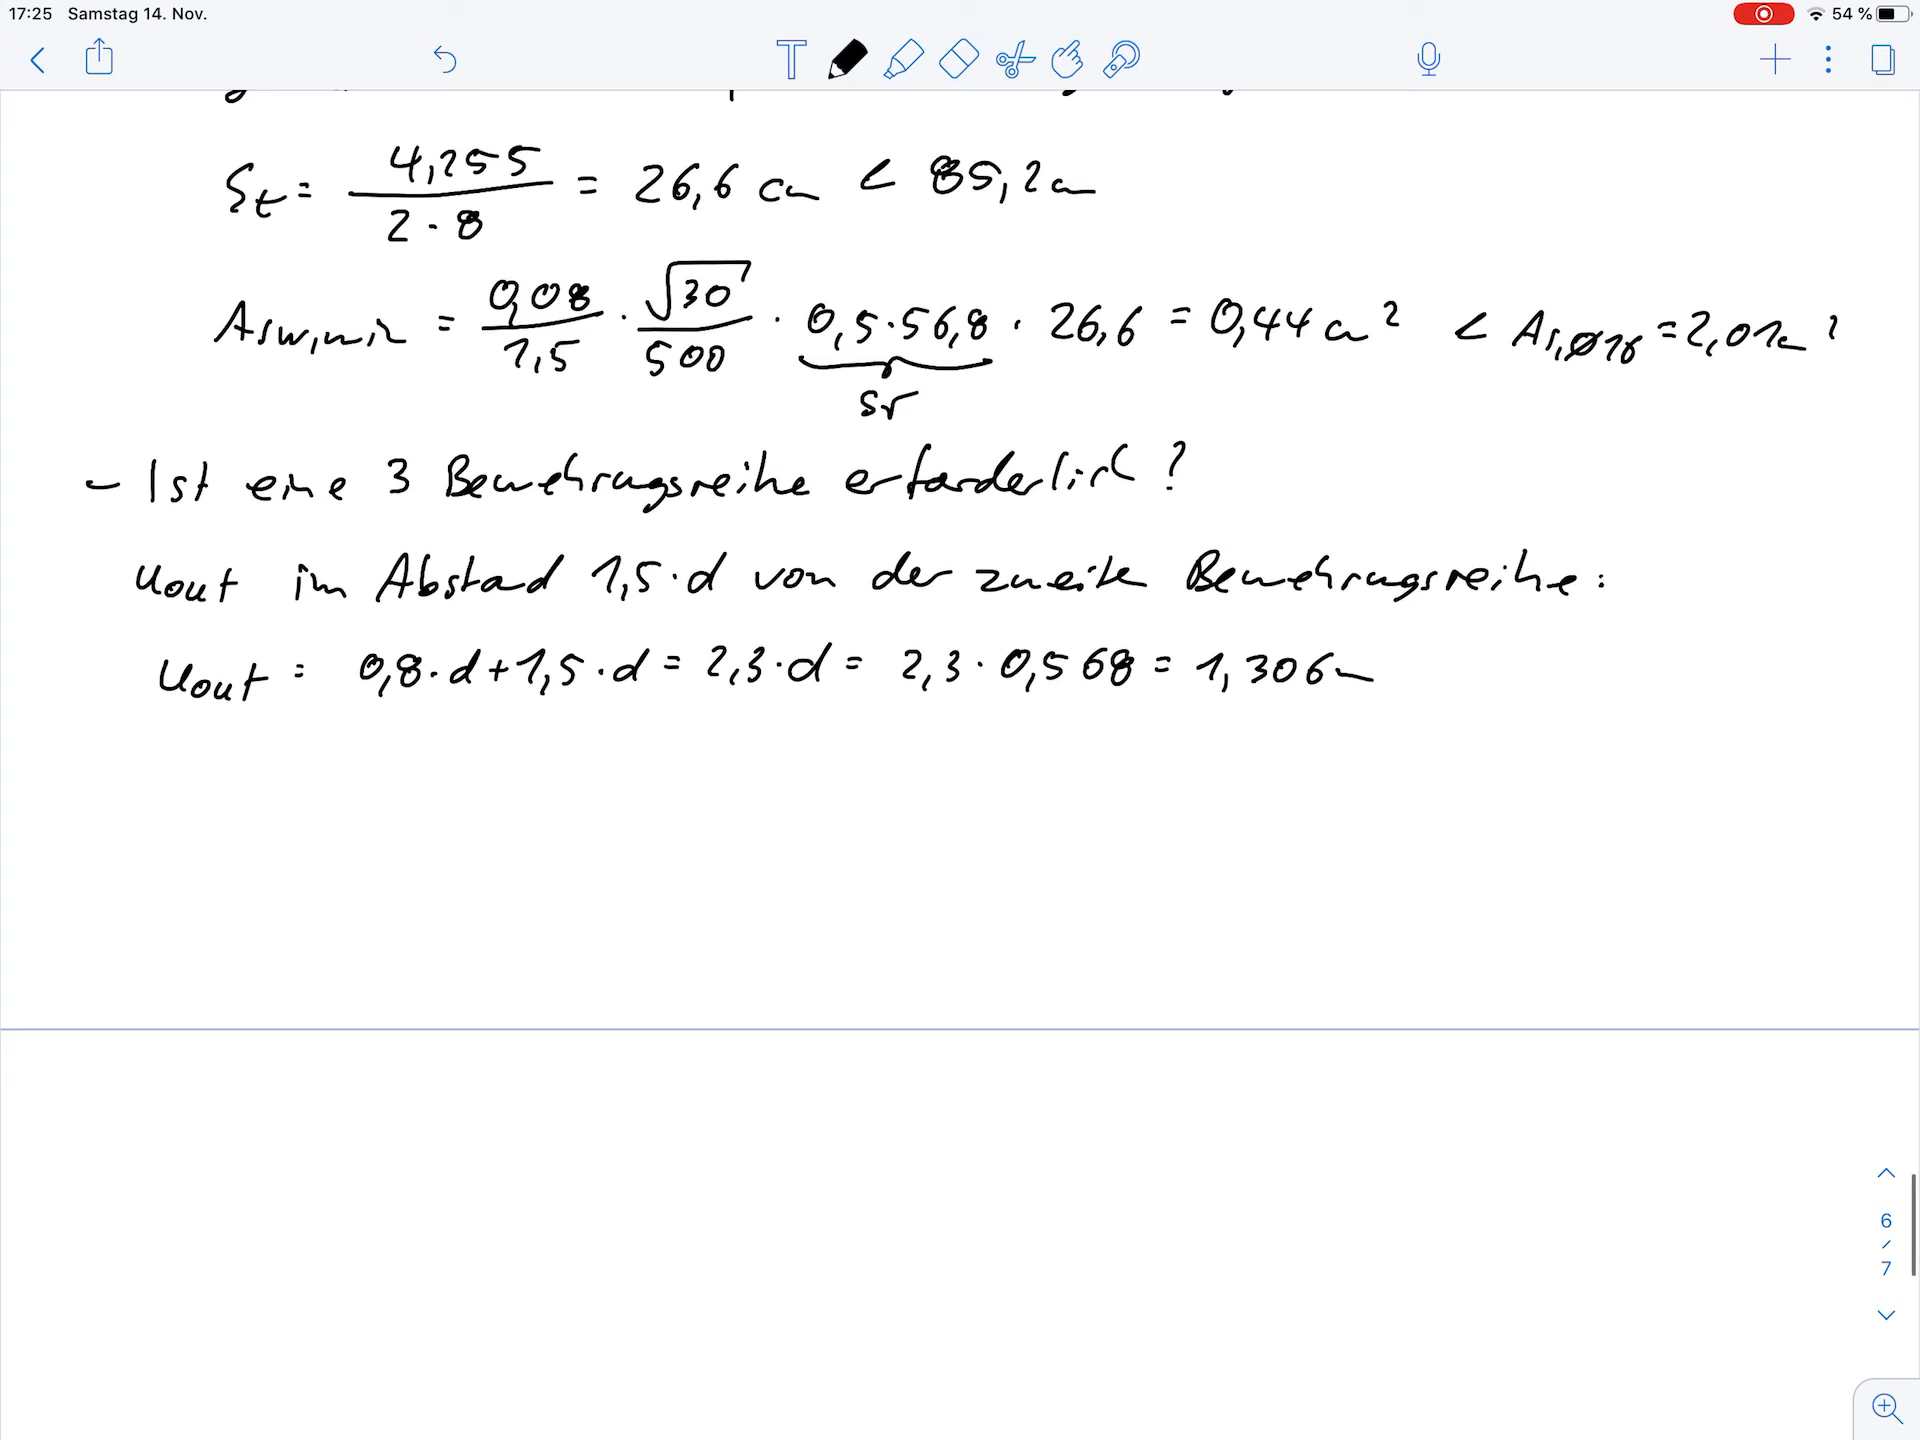 17:25 Samstag 14. Nov. 54 %
St = 4,255 / 2 · 8 = 26,6 cm < 85,2 cm
Asw,min = 0,08 / 1,5 · √30 / 500 · 0,5 · 56,8 · 26,6 = 0,44 cm² < As,Ø16 = 2,01 cm²
sr
- Ist eine 3 Bewehrungsreihe erforderlich?
uout im Abstand 1,5 · d von der zweiten Bewehrungsreihe:
uout = 0,8 · d + 1,5 · d = 2,3 · d = 2,3 · 0,568 = 1,306 m
6
/
7